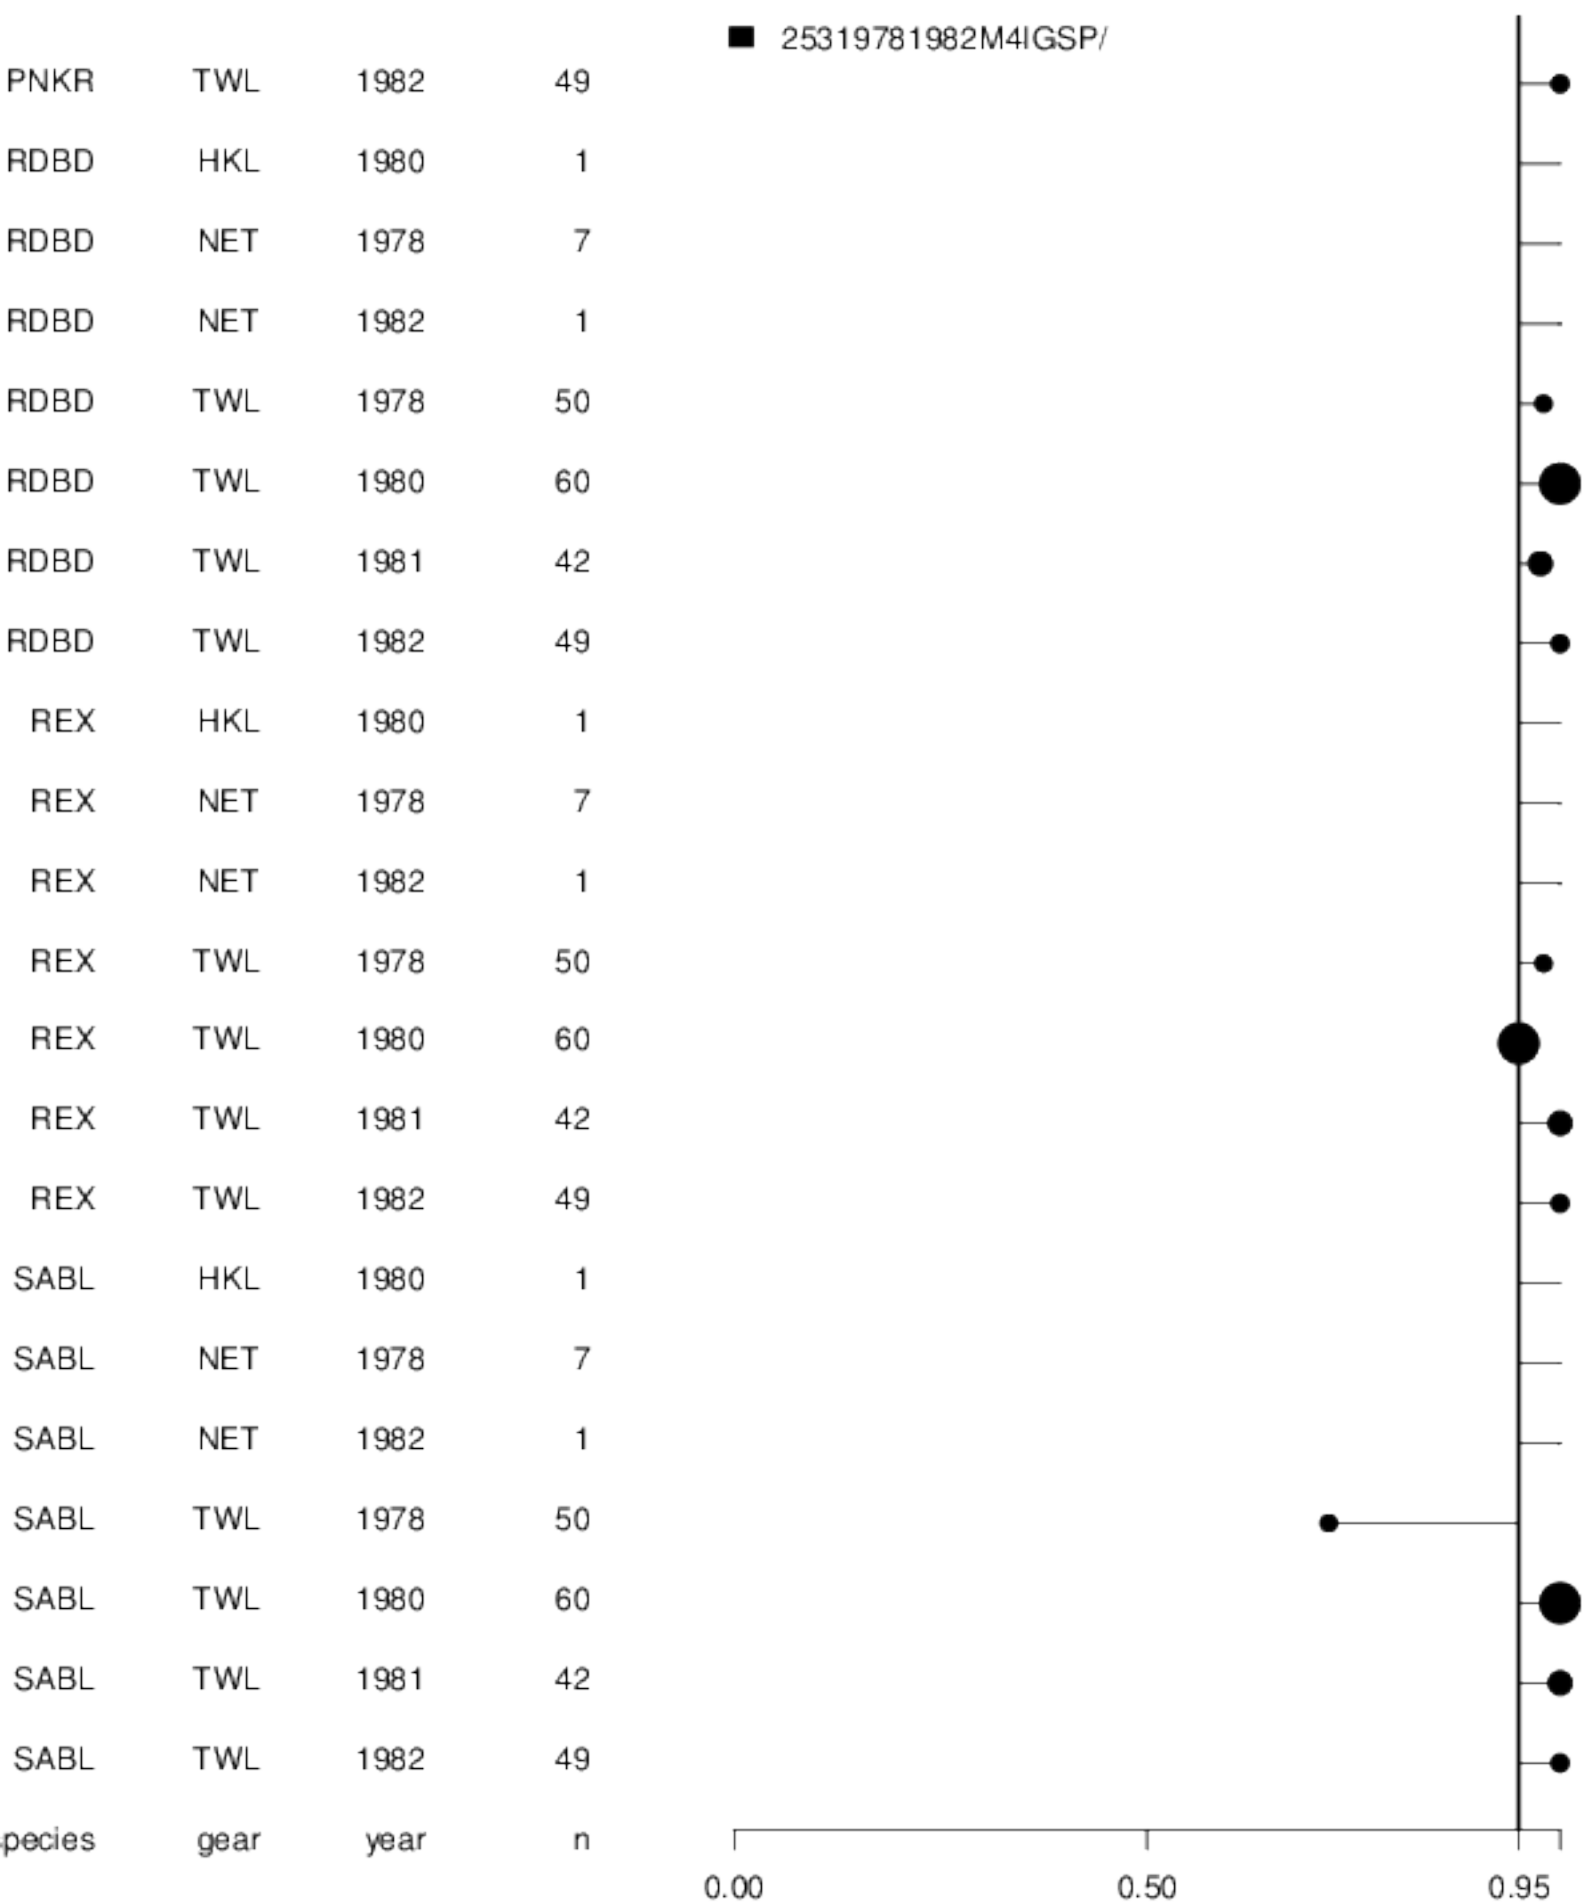 25319781982M4IGSP/
PNKR TWL 1982 49
RDBD HKL 1980 1
RDBD NET 1978 7
RDBD NET 1982 1
RDBD TWL 1978 50
RDBD TWL 1980 60
RDBD TWL 1981 42
RDBD TWL 1982 49
REX HKL 1980 1
REX NET 1978 7
REX NET 1982 1
REX TWL 1978 50
REX TWL 1980 60
REX TWL 1981 42
REX TWL 1982 49
SABL HKL 1980 1
SABL NET 1978 7
SABL NET 1982 1
SABL TWL 1978 50
SABL TWL 1980 60
SABL TWL 1981 42
SABL TWL 1982 49
pecies gear year n
0.00 0.50 0.95